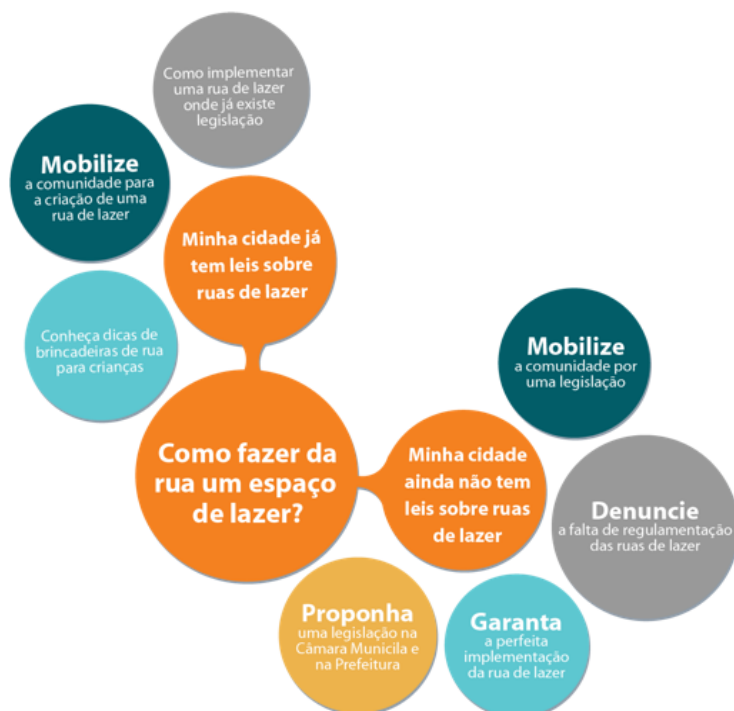 Como implementar
uma rua de lazer
onde já existe
legislação
Mobilize
a comunidade para
a criação de uma
rua de lazer
Minha cidade já
tem leis sobre
ruas de lazer
Conheça dicas de
brincadeiras de rua
para crianças
Como fazer da
rua um espaço
de lazer?
Minha cidade
ainda não tem
leis sobre ruas
de lazer
Mobilize
a comunidade por
uma legislação
Denuncie
a falta de regulamentação
das ruas de lazer
Garanta
a perfeita
implementação
da rua de lazer
Proponha
uma legislação na
Câmara Municila e
na Prefeitura